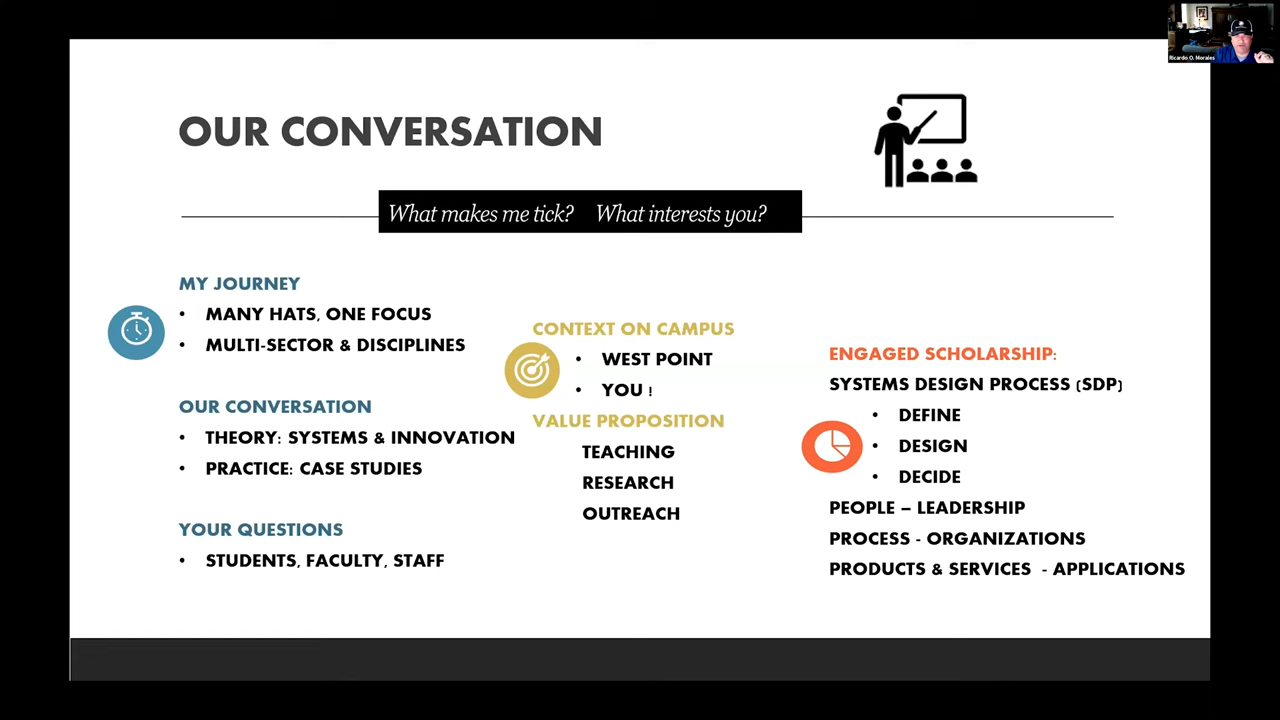 Ricardo O. Morales
OUR CONVERSATION
What makes me tick? What interests you?
MY JOURNEY
• MANY HATS, ONE FOCUS
• MULTI-SECTOR & DISCIPLINES
OUR CONVERSATION
• THEORY: SYSTEMS & INNOVATION
• PRACTICE: CASE STUDIES
YOUR QUESTIONS
• STUDENTS, FACULTY, STAFF
CONTEXT ON CAMPUS
• WEST POINT
• YOU !
VALUE PROPOSITION
TEACHING
RESEARCH
OUTREACH
ENGAGED SCHOLARSHIP:
SYSTEMS DESIGN PROCESS (SDP)
• DEFINE
• DESIGN
• DECIDE
PEOPLE – LEADERSHIP
PROCESS - ORGANIZATIONS
PRODUCTS & SERVICES - APPLICATIONS